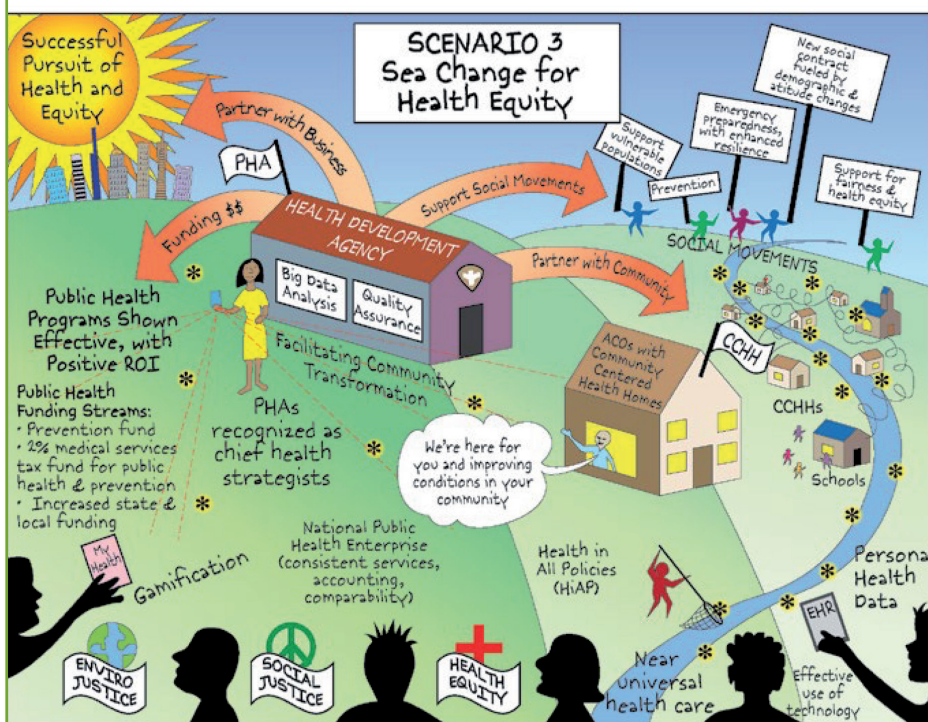 SCENARIO 3
Sea Change for
Health Equity
Successful
Pursuit of
Health and
Equity
Partner with Business
PHA
Funding $$
Support Social Movements
Partner with Community
Support
vulnerable
populations
Prevention
Emergency
preparedness,
with enhanced
resilience
New social
contract
fueled by
demographic &
atitude changes
Support for
fairness &
health equity
SOCIAL MOVEMENTS
HEALTH DEVELOPMENT
AGENCY
Big Data
Analysis
Quality
Assurance
Facilitating Community
Transformation
Public Health
Programs Shown
Effective, with
Positive ROI
Public Health
Funding Streams:
• Prevention fund
• 2% medical services
tax fund for public
health & prevention
• Increased state &
local funding
PHAs
recognized as
chief health
strategists
ACOs with
Community
Centered
Health Homes
CCHH
CCHHs
Schools
We're here for
you and improving
conditions in your
community
National Public
Health Enterprise
(consistent services,
accounting,
comparability)
Health in
All Policies
(HiAP)
Personal
Health
Data
My
Health
Gamification
EHR
ENVIRO
JUSTICE
SOCIAL
JUSTICE
HEALTH
EQUITY
Near
universal
health care
Effective
use of
technology